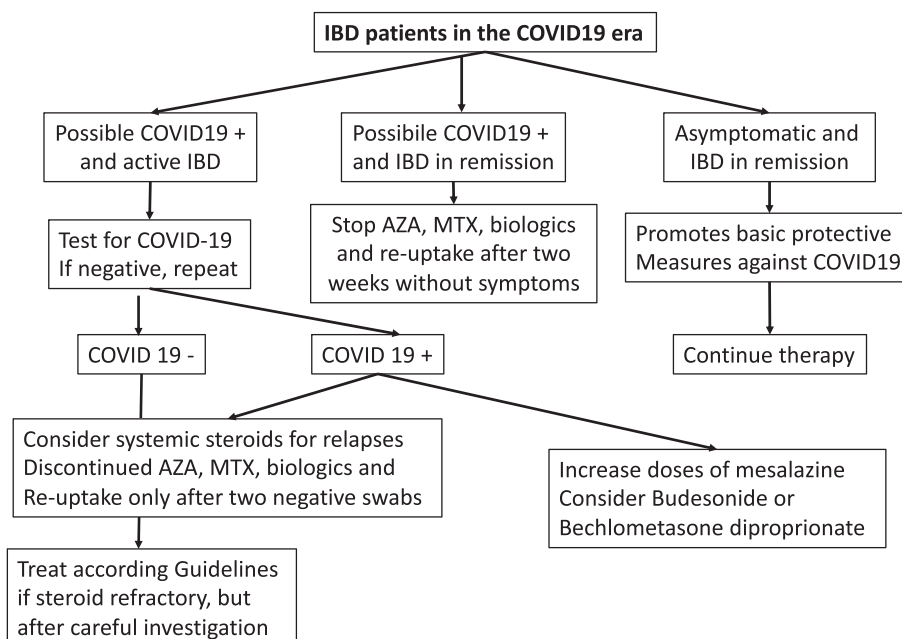 IBD patients in the COVID19 era
Possible COVID19 +
and active IBD
Possibile COVID19 +
and IBD in remission
Asymptomatic and
IBD in remission
Test for COVID-19
If negative, repeat
Stop AZA, MTX, biologics
and re-uptake after two
weeks without symptoms
Promotes basic protective
Measures against COVID19
COVID 19 -
COVID 19 +
Continue therapy
Consider systemic steroids for relapses
Discontinued AZA, MTX, biologics and
Re-uptake only after two negative swabs
Increase doses of mesalazine
Consider Budesonide or
Bechlometasone diproprionate
Treat according Guidelines
if steroid refractory, but
after careful investigation